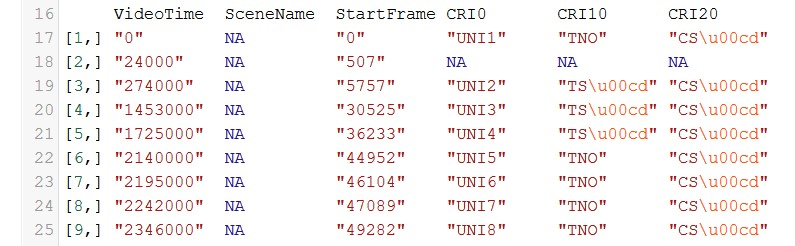 16 VideoTime SceneName StartFrame CRI0 CRI10 CRI20
17 [1,] "0" NA "0" "UNI1" "TNO" "CS\u00cd"
18 [2,] "24000" NA "507" NA NA NA
19 [3,] "274000" NA "5757" "UNI2" "TS\u00cd" "CS\u00cd"
20 [4,] "1453000" NA "30525" "UNI3" "TS\u00cd" "CS\u00cd"
21 [5,] "1725000" NA "36233" "UNI4" "TS\u00cd" "CS\u00cd"
22 [6,] "2140000" NA "44952" "UNI5" "TNO" "CS\u00cd"
23 [7,] "2195000" NA "46104" "UNI6" "TNO" "CS\u00cd"
24 [8,] "2242000" NA "47089" "UNI7" "TNO" "CS\u00cd"
25 [9,] "2346000" NA "49282" "UNI8" "TNO" "CS\u00cd"